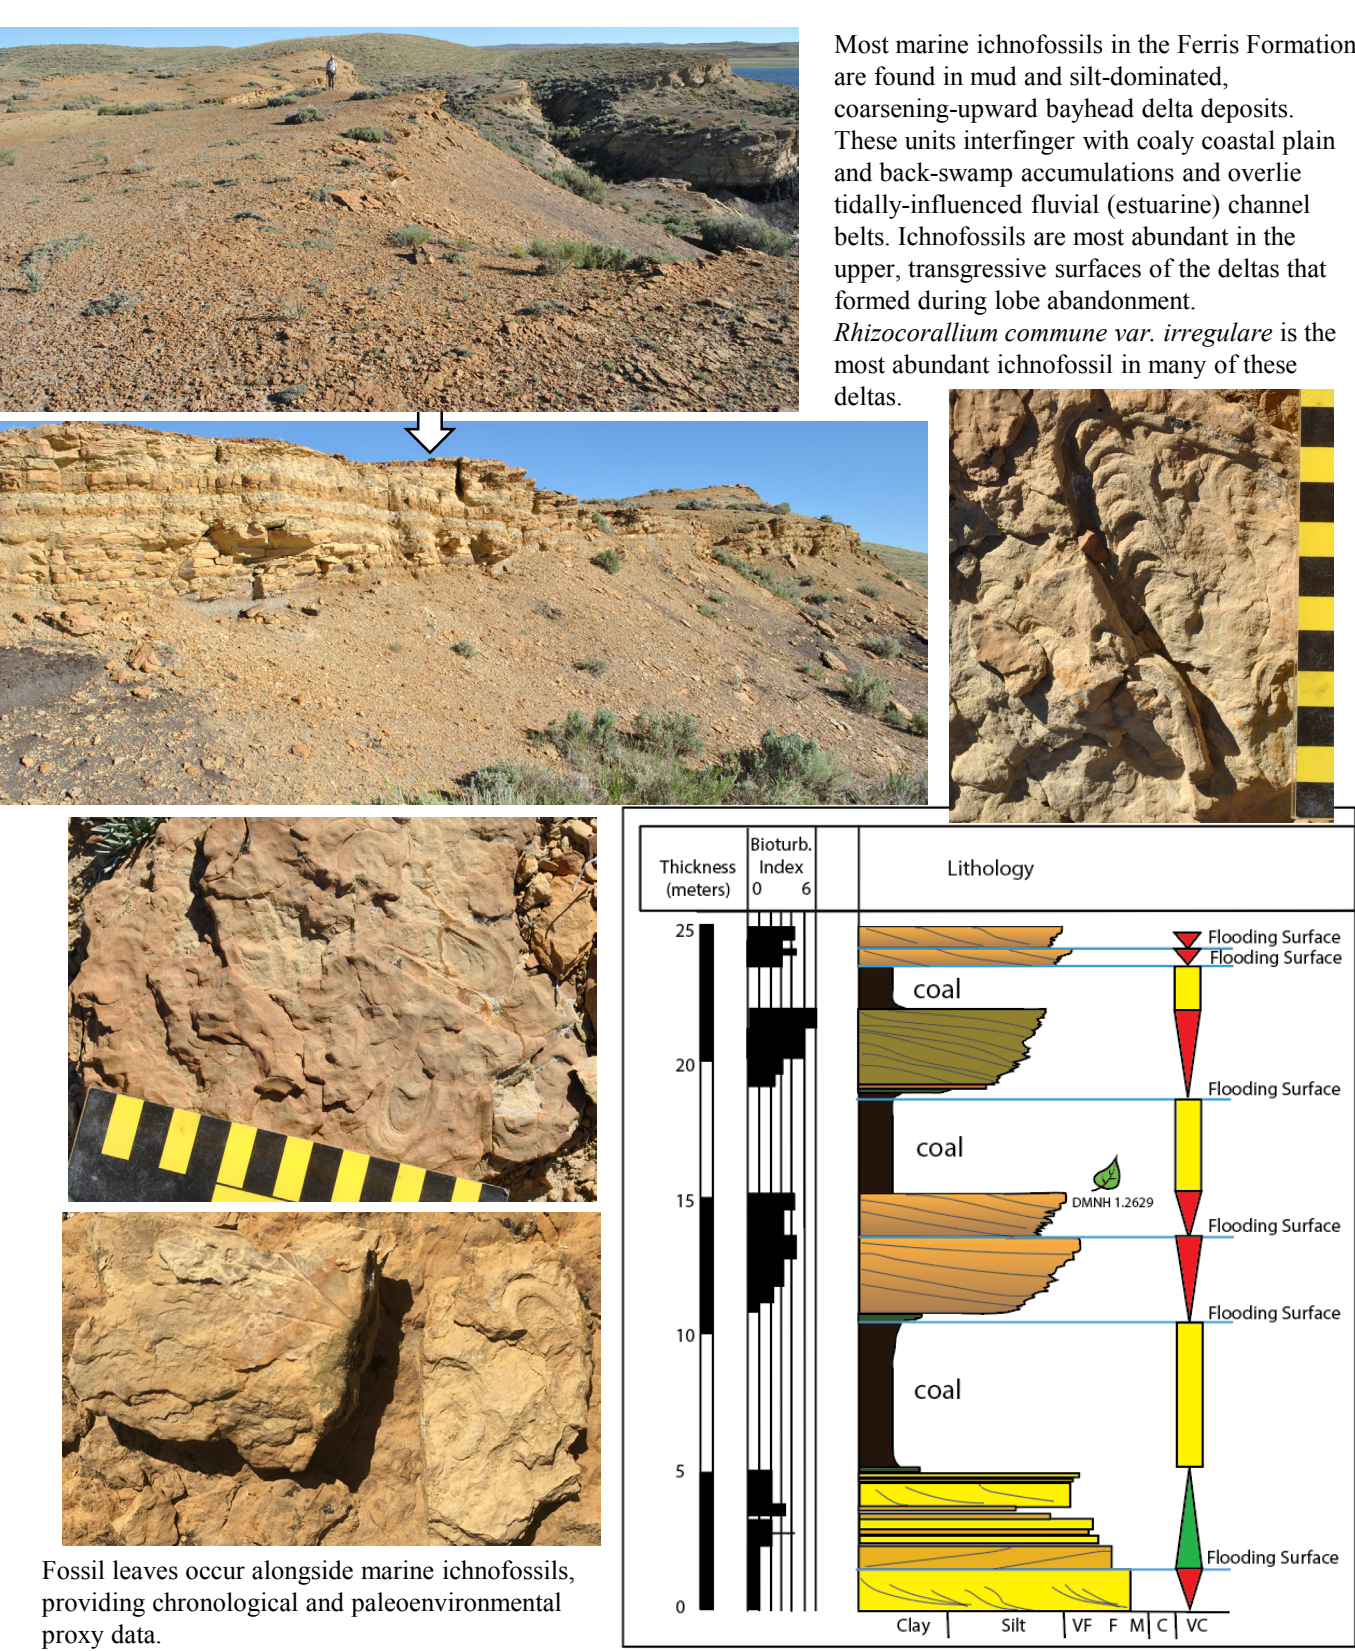 Most marine ichnofossils in the Ferris Formation
are found in mud and silt-dominated,
coarsening-upward bayhead delta deposits.
These units interfinger with coaly coastal plain
and back-swamp accumulations and overlie
tidally-influenced fluvial (estuarine) channel
belts. Ichnofossils are most abundant in the
upper, transgressive surfaces of the deltas that
formed during lobe abandonment.
Rhizocorallium commune var. irregulare is the
most abundant ichnofossil in many of these
deltas.
Thickness
(meters)
Bioturb.
Index
0 6
Lithology
25
Flooding Surface
Flooding Surface
coal
20
Flooding Surface
coal
DMNH 1.2629
15
Flooding Surface
Flooding Surface
10
coal
5
Flooding Surface
0
Clay Silt VF F M C VC
Fossil leaves occur alongside marine ichnofossils,
providing chronological and paleoenvironmental
proxy data.